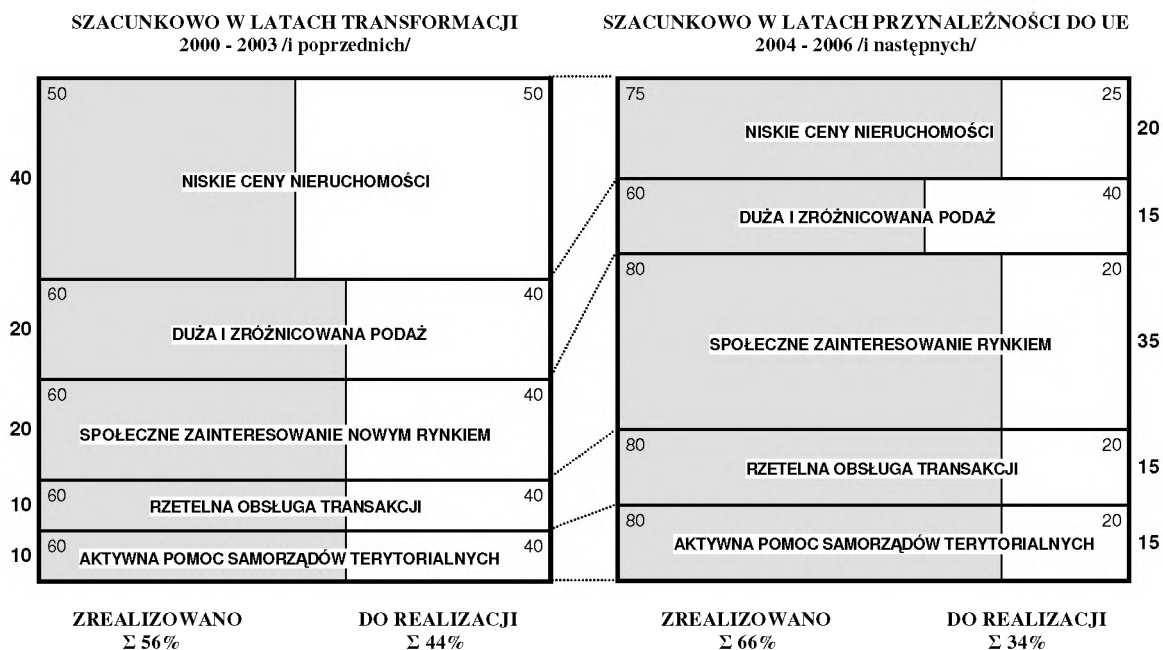 SZACUNKOWO W LATACH TRANSFORMACJI
2000 - 2003 /i poprzednich/
50 50
40
NISKIE CENY NIERUCHOMOŚCI
60 40
20
DUŻA I ZRÓŻNICOWANA PODAŻ
60 40
20
SPOŁECZNE ZAINTERESOWANIE NOWYM RYNKIEM
60 40
10
RZETELNA OBSŁUGA TRANSAKCJI
60 40
10
AKTYWNA POMOC SAMORZĄDÓW TERYTORIALNYCH
ZREALIZOWANO DO REALIZACJI
Σ 56% Σ 44%
SZACUNKOWO W LATACH PRZYNALEŻNOŚCI DO UE
2004 - 2006 /i następnych/
75 25
NISKIE CENY NIERUCHOMOŚCI
20
60 40
DUŻA I ZRÓŻNICOWANA PODAŻ
15
80 20
SPOŁECZNE ZAINTERESOWANIE RYNKIEM
35
80 20
RZETELNA OBSŁUGA TRANSAKCJI
15
80 20
AKTYWNA POMOC SAMORZĄDÓW TERYTORIALNYCH
15
ZREALIZOWANO DO REALIZACJI
Σ 66% Σ 34%